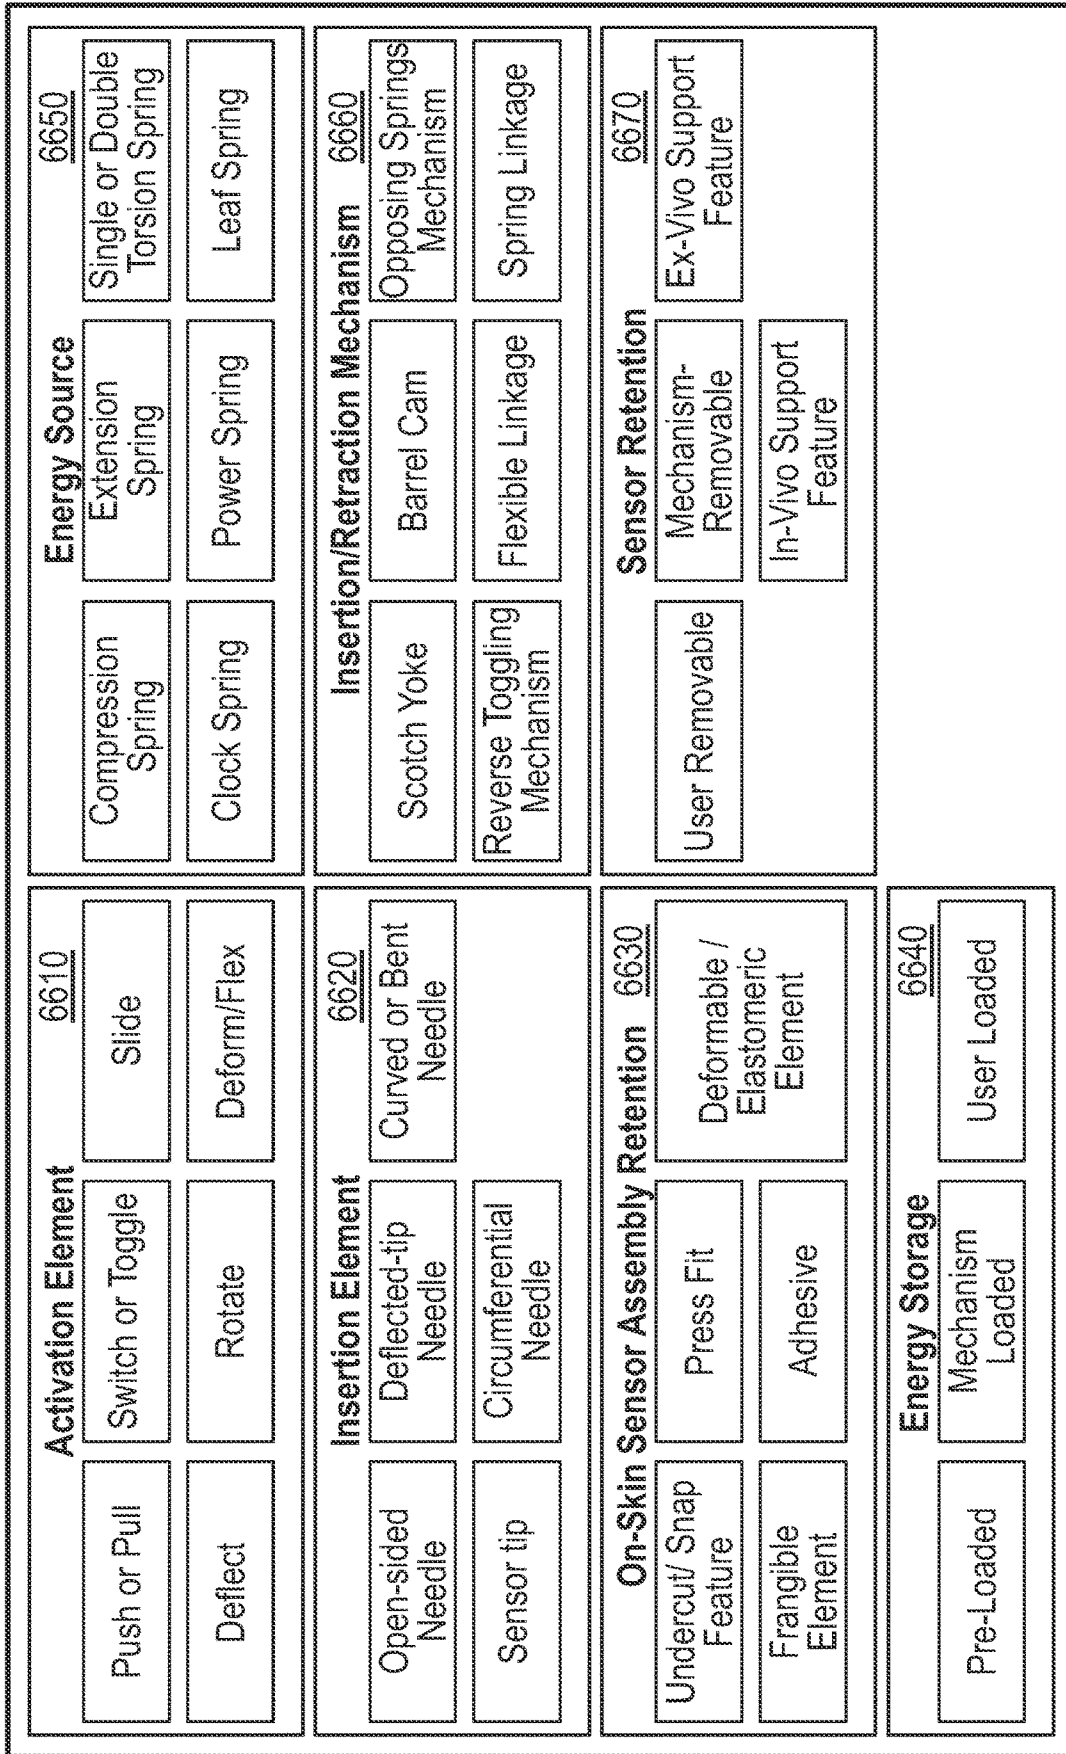 Activation Element 6610
Push or Pull
Switch or Toggle
Slide
Deflect
Rotate
Deform/Flex
Insertion Element 6620
Open-sided
Needle
Deflected-tip
Needle
Curved or Bent
Needle
Sensor tip
Circumferential
Needle
On-Skin Sensor Assembly Retention 6630
Undercut/ Snap
Feature
Press Fit
Deformable /
Elastomeric
Element
Frangible
Element
Adhesive
Energy Storage 6640
Pre-Loaded
Mechanism
Loaded
User Loaded
Energy Source 6650
Compression
Spring
Extension
Spring
Single or Double
Torsion Spring
Clock Spring
Power Spring
Leaf Spring
Insertion/Retraction Mechanism 6660
Scotch Yoke
Barrel Cam
Opposing Springs
Mechanism
Reverse Toggling
Mechanism
Flexible Linkage
Spring Linkage
Sensor Retention 6670
User Removable
Mechanism-
Removable
Ex-Vivo Support
Feature
In-Vivo Support
Feature